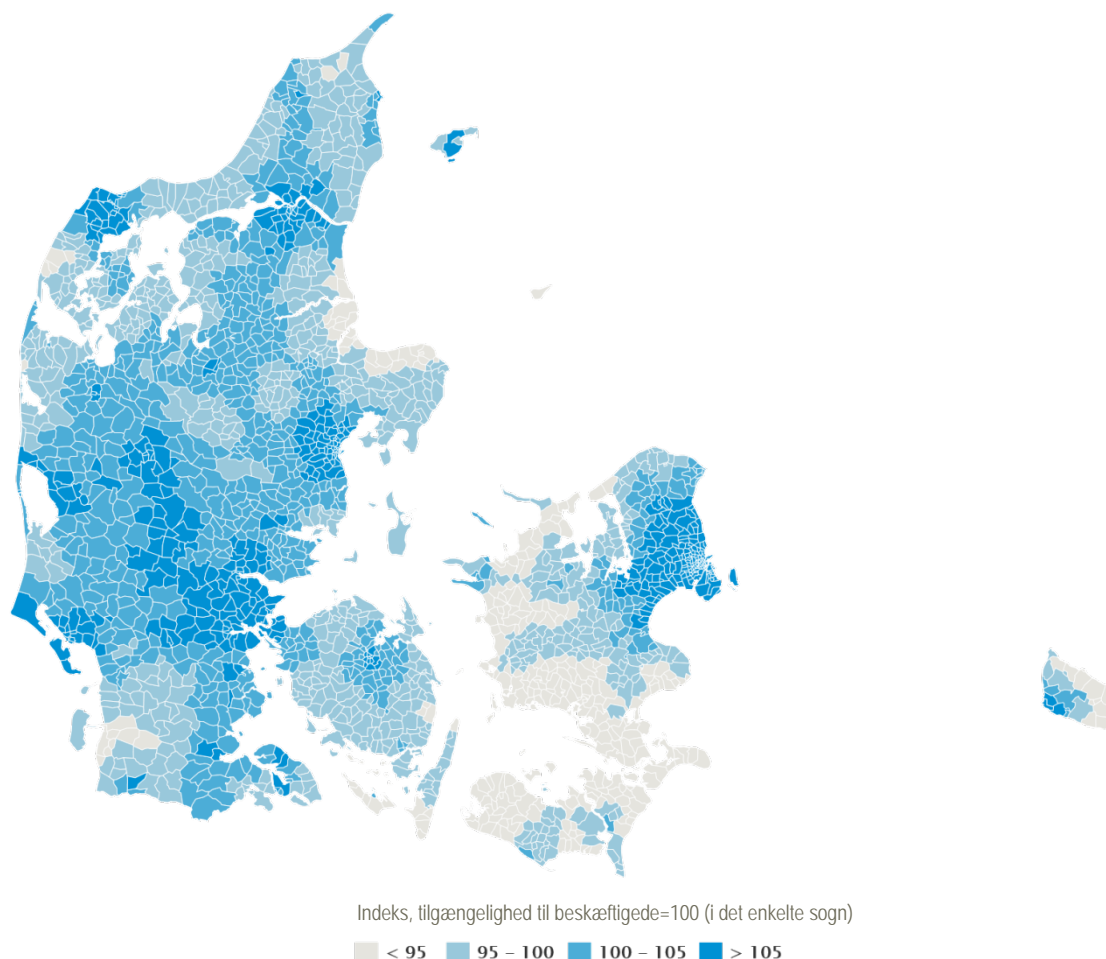 Indeks, tilgængelighed til beskæftigede=100 (i det enkelte sogn)
< 95 95 – 100 100 – 105 > 105